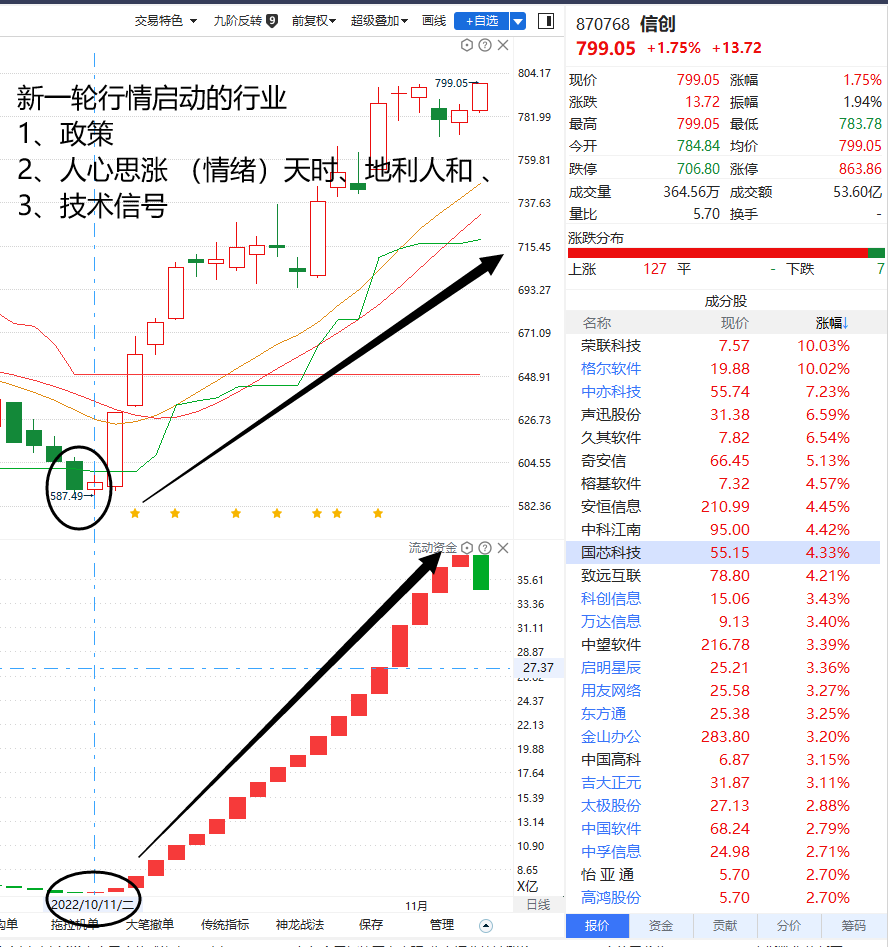 交易特色 九阶反转 9 前复权 超级叠加 画线 +自选
新一轮行情启动的行业
1、政策
2、人心思涨 （情绪）天时、地利人和 、
3、技术信号
799.05
587.49
804.17
781.99
759.81
737.63
715.45
693.27
671.09
648.91
626.73
604.55
582.36
流动资金
35.61
33.36
31.11
28.87
27.37
24.37
22.13
19.88
17.64
15.39
13.14
10.90
8.65
X亿
2022/10/11/二 11月 日线
拖拉机单 大笔撤单 传统指标 神龙战法 保存 管理
870768 信创
799.05 +1.75% +13.72
现价 799.05 涨幅 1.75%
涨跌 13.72 振幅 1.94%
最高 799.05 最低 783.78
今开 784.84 均价 799.05
跌停 706.80 涨停 863.86
成交量 364.56万 成交额 53.60亿
量比 5.70 换手 -
涨跌分布
上涨 127 平 - 下跌 7
成分股
名称 现价 涨幅↓
荣联科技 7.57 10.03%
格尔软件 19.88 10.02%
中亦科技 55.74 7.23%
声迅股份 31.38 6.59%
久其软件 7.82 6.54%
奇安信 66.45 5.13%
榕基软件 7.32 4.57%
安恒信息 210.99 4.45%
中科江南 95.00 4.42%
国芯科技 55.15 4.33%
致远互联 78.80 4.21%
科创信息 15.06 3.43%
万达信息 9.13 3.40%
中望软件 216.78 3.39%
启明星辰 25.21 3.36%
用友网络 25.58 3.27%
东方通 25.38 3.25%
金山办公 283.80 3.20%
中国高科 6.87 3.15%
吉大正元 31.87 3.11%
太极股份 27.13 2.88%
中国软件 68.24 2.79%
中孚信息 24.98 2.71%
怡 亚 通 5.70 2.70%
高鸿股份 5.70 2.70%
报价 资金 贡献 分价 筹码